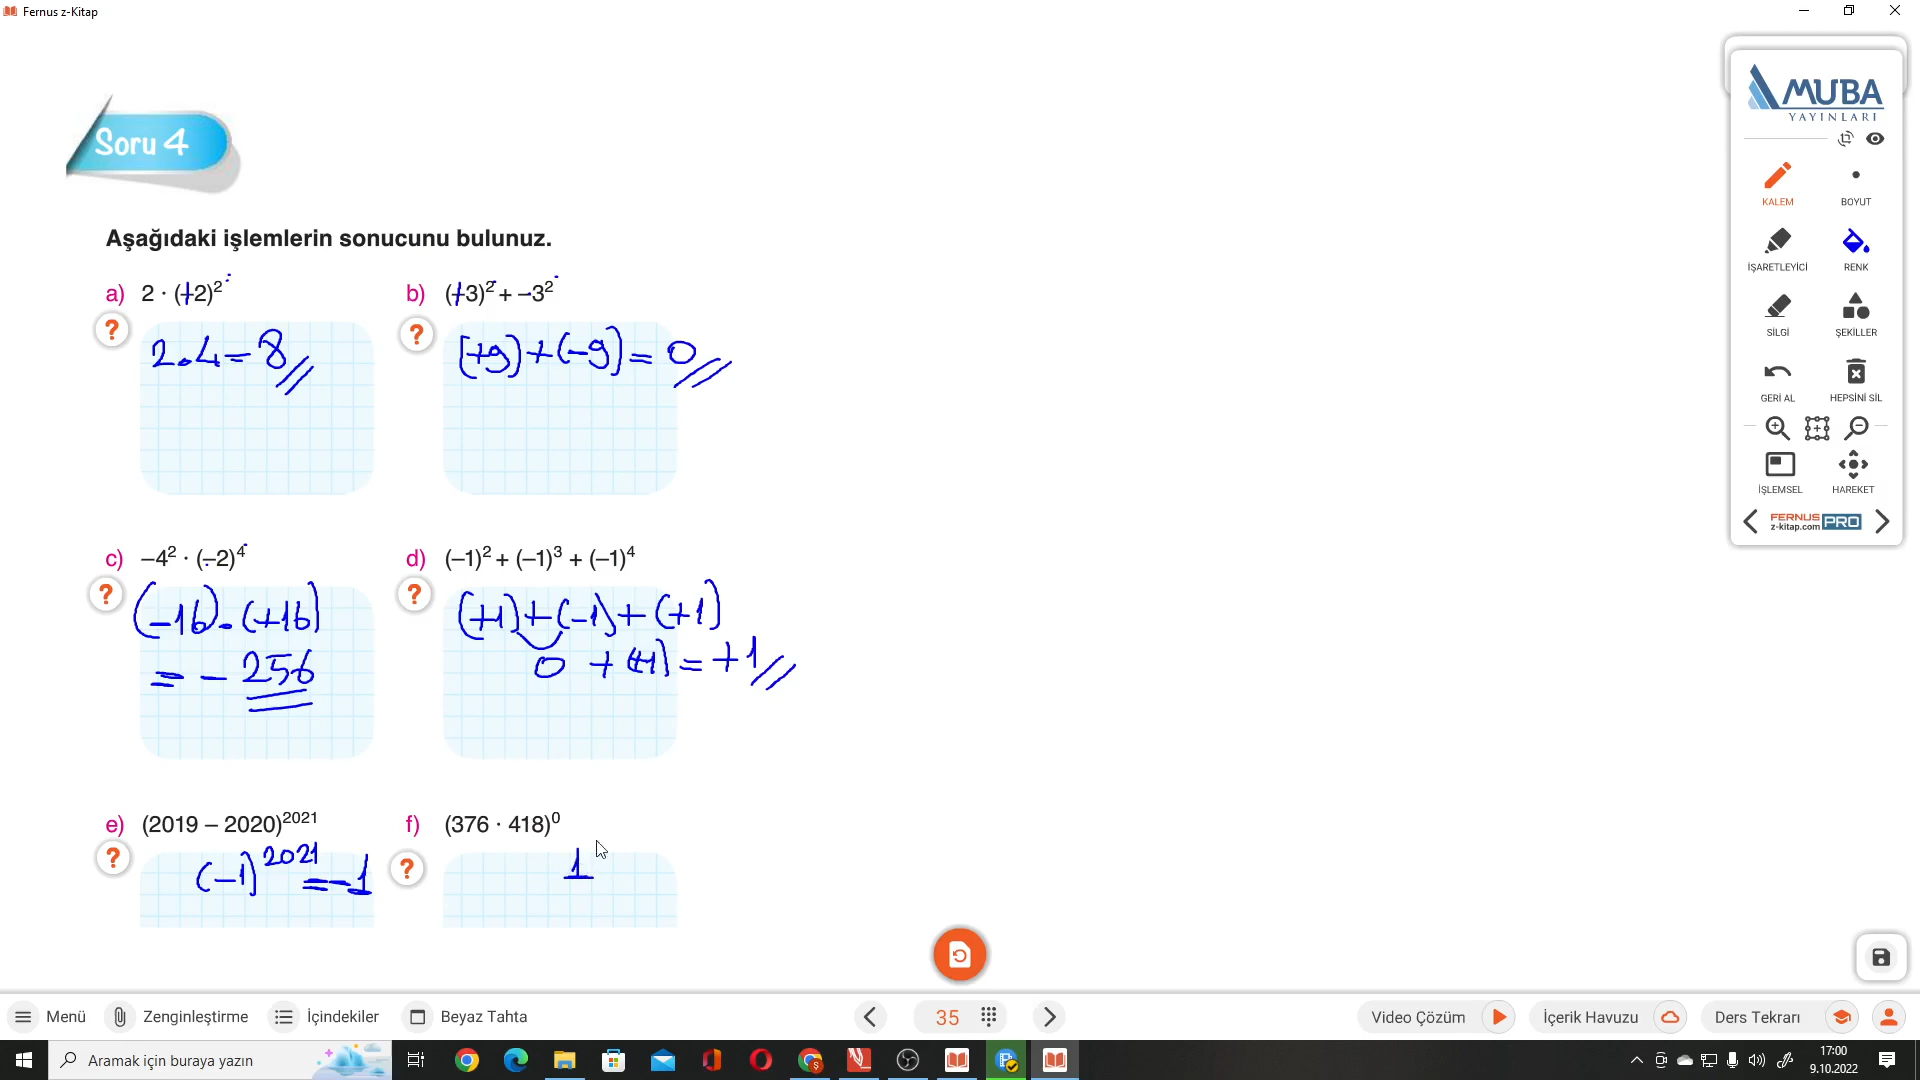 Fernus z-Kitap
MUBA
YAYINLARI
Soru 4
KALEM
BOYUT
Aşağıdaki işlemlerin sonucunu bulunuz.
İŞARETLEYİCİ
RENK
a) 2 · (–2)²
b) (–3)² + –3²
2.4=8
(+9)+(-9)=0
SİLGİ
ŞEKİLLER
GERİ AL
HEPSİNİ SİL
İŞLEMSEL
HAREKET
FERNUS
z-kitap.com
PRO
c) –4² · (–2)⁴
d) (–1)² + (–1)³ + (–1)⁴
(-16).(+16)
(+1)+(-1)+(+1)
= - 256
0 + (+1) = +1
e) (2019 – 2020)²⁰²¹
f) (376 · 418)⁰
(-1)²⁰²¹ = -1
1
Menü
Zenginleştirme
İçindekiler
Beyaz Tahta
35
Video Çözüm
İçerik Havuzu
Ders Tekrarı
Aramak için buraya yazın
17:00
9.10.2022